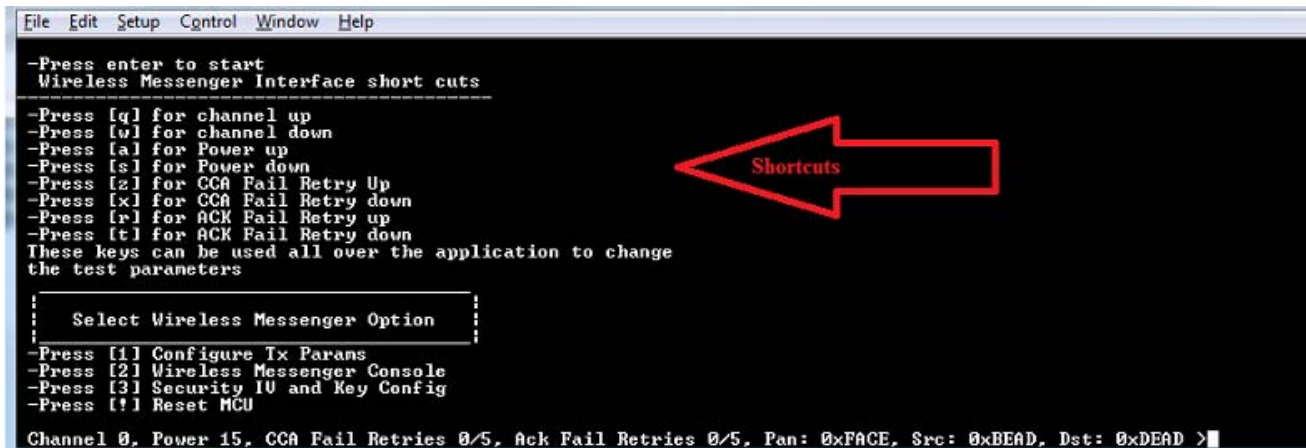 File Edit Setup Control Window Help
-Press enter to start
Wireless Messenger Interface short cuts
-Press [q] for channel up
-Press [w] for channel down
-Press [a] for Power up
-Press [s] for Power down
-Press [z] for CCA Fail Retry Up
-Press [x] for CCA Fail Retry down
-Press [r] for ACK Fail Retry up
-Press [t] for ACK Fail Retry down
These keys can be used all over the application to change
the test parameters
Shortcuts
Select Wireless Messenger Option
-Press [1] Configure Tx Params
-Press [2] Wireless Messenger Console
-Press [3] Security IV and Key Config
-Press [!] Reset MCU
Channel 0, Power 15, CCA Fail Retries 0/5, Ack Fail Retries 0/5, Pan: 0xFACE, Src: 0xBEAD, Dst: 0xDEAD >